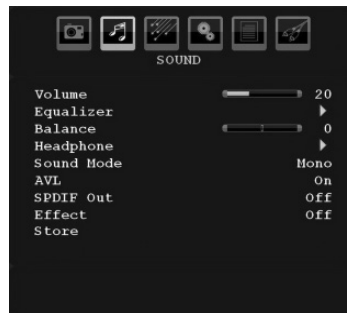 SOUND
Volume 20
Equalizer
Balance 0
Headphone
Sound Mode Mono
AVL On
SPDIF Out Off
Effect Off
Store